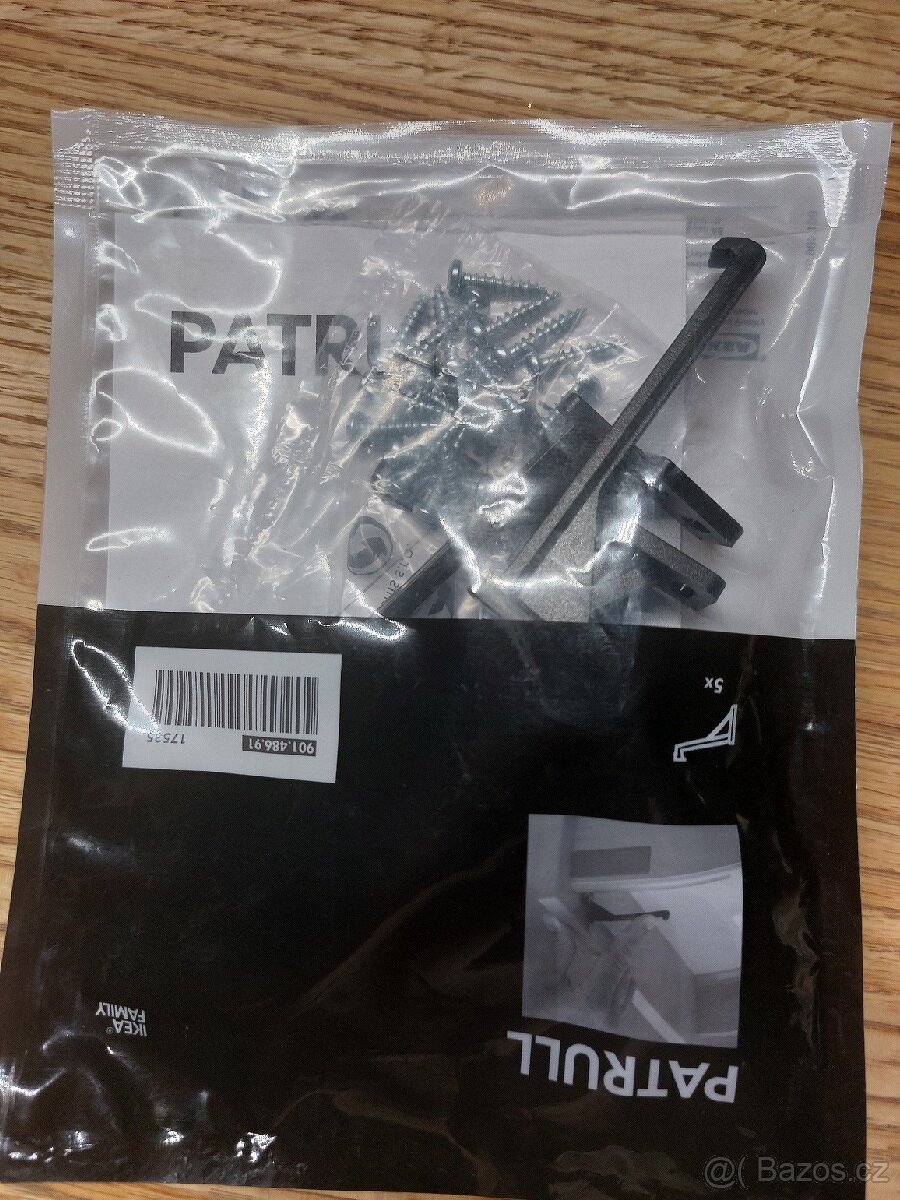 PATRU
5x
901.486.91
17535
IKEA®
FAMILY
PATRULL
@( Bazos.cz